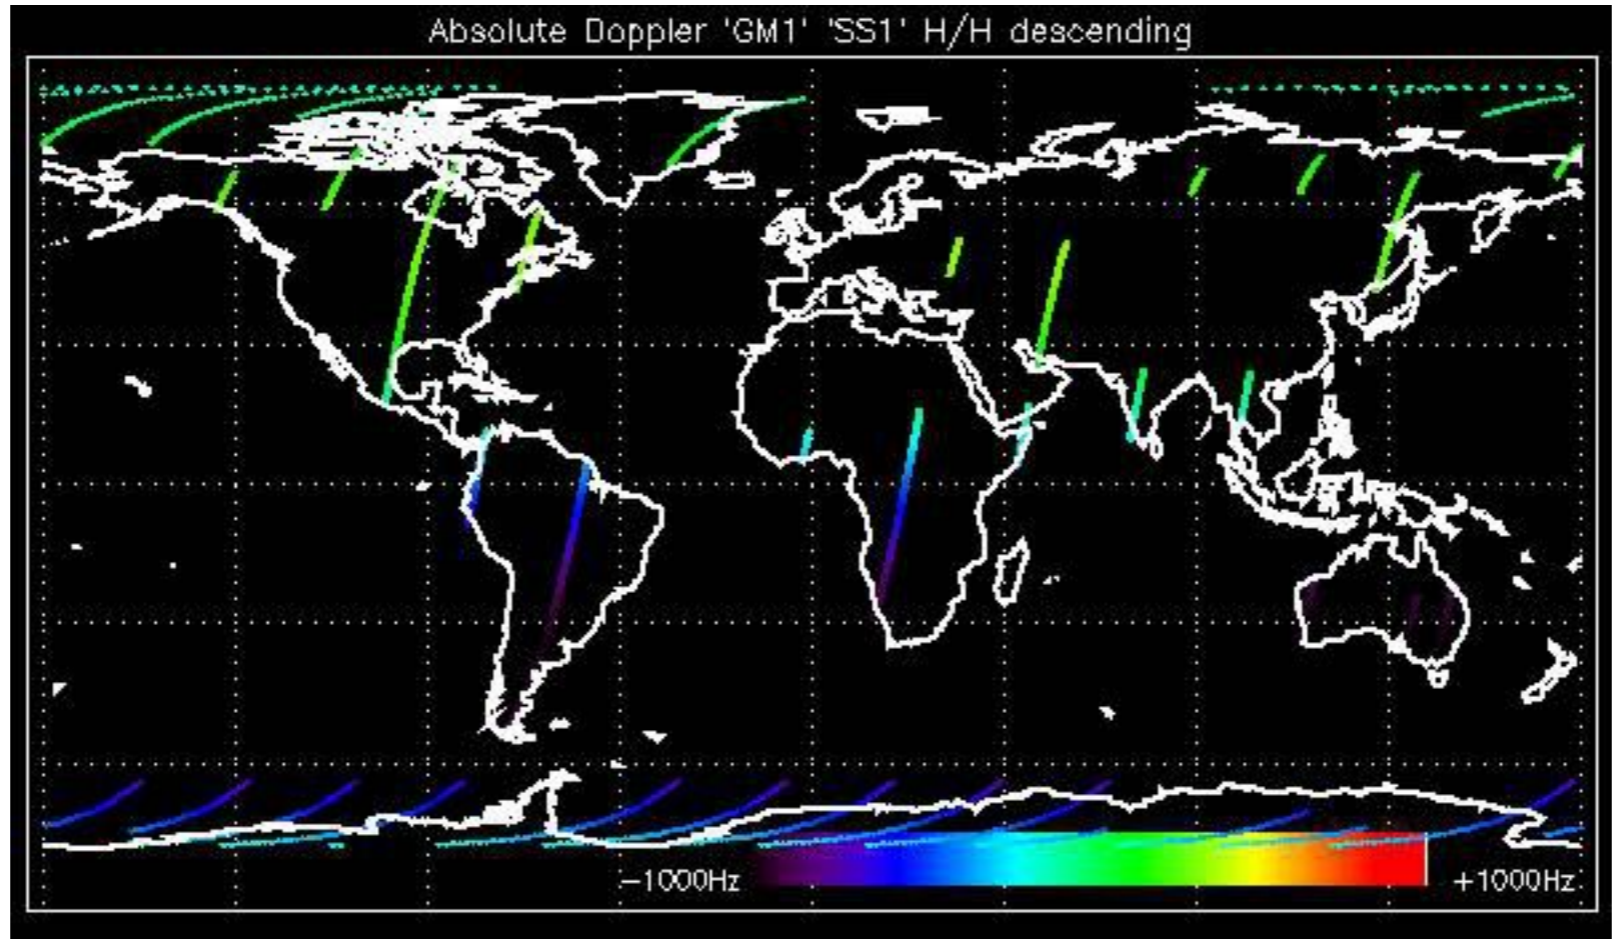 Absolute Doppler 'GM1' 'SS1' H/H descending
−1000Hz
+1000Hz